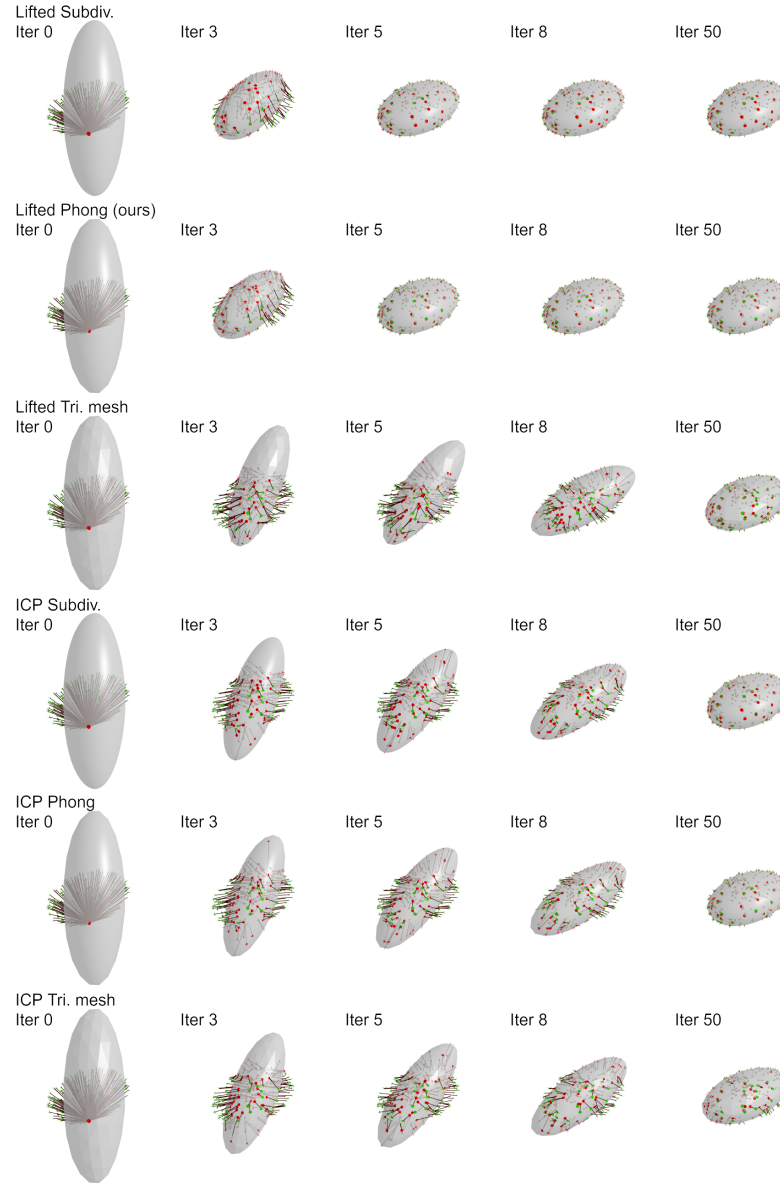 Lifted Subdiv.
Iter 0 Iter 3 Iter 5 Iter 8 Iter 50
Lifted Phong (ours)
Iter 0 Iter 3 Iter 5 Iter 8 Iter 50
Lifted Tri. mesh
Iter 0 Iter 3 Iter 5 Iter 8 Iter 50
ICP Subdiv.
Iter 0 Iter 3 Iter 5 Iter 8 Iter 50
ICP Phong
Iter 0 Iter 3 Iter 5 Iter 8 Iter 50
ICP Tri. mesh
Iter 0 Iter 3 Iter 5 Iter 8 Iter 50